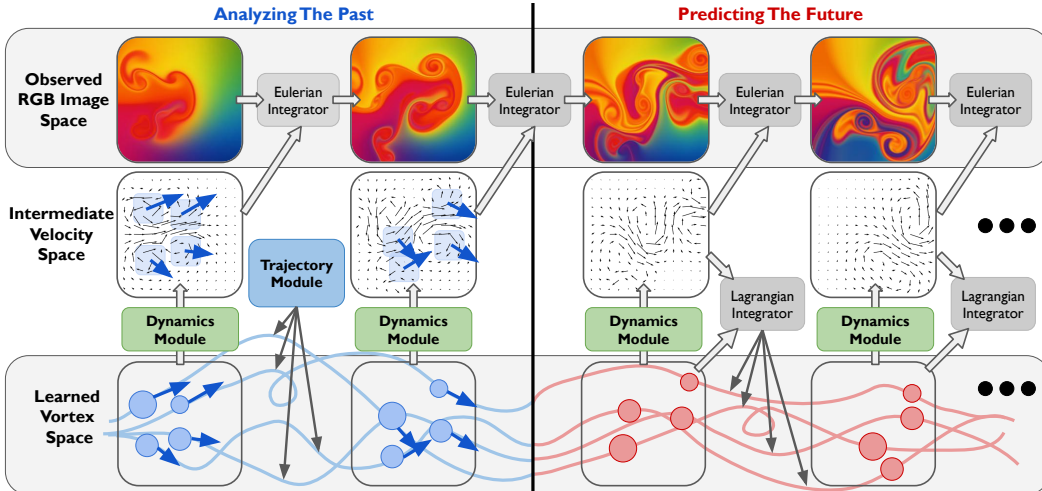 Analyzing The Past
Predicting The Future
Observed
RGB Image
Space
Eulerian
Integrator
Eulerian
Integrator
Eulerian
Integrator
Eulerian
Integrator
Intermediate
Velocity
Space
Trajectory
Module
Lagrangian
Integrator
Lagrangian
Integrator
Dynamics
Module
Dynamics
Module
Dynamics
Module
Dynamics
Module
Learned
Vortex
Space